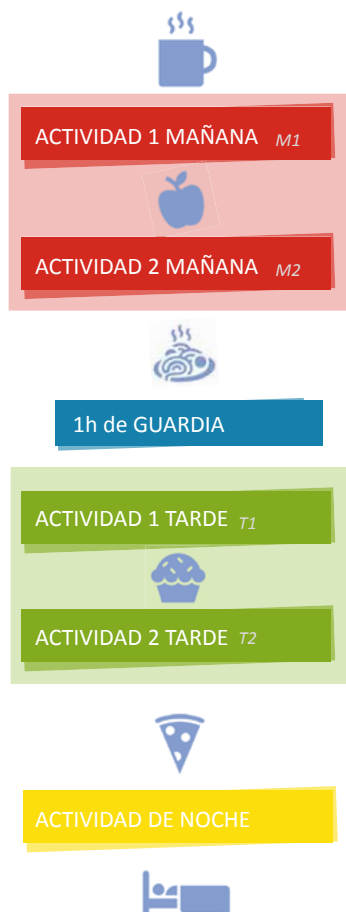 ACTIVIDAD 1 MAÑANA M1
ACTIVIDAD 2 MAÑANA M2
1h de GUARDIA
ACTIVIDAD 1 TARDE T1
ACTIVIDAD 2 TARDE T2
ACTIVIDAD DE NOCHE